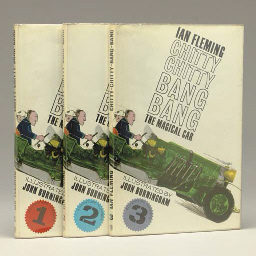 IAN FLEMING
CHITTY
CHITTY
BANG
BANG
THE MAGICAL CAR
ILLUSTRATED BY
JOHN BURNINGHAM
1
2
3